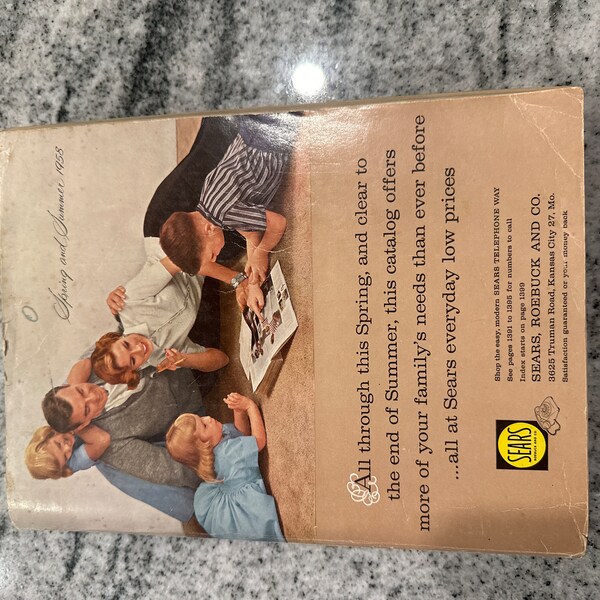 Spring and Summer 1958
All through this Spring, and clear to
the end of Summer, this catalog offers
more of your family's needs than ever before
...all at Sears everyday low prices
Shop the easy, modern SEARS TELEPHONE WAY
See pages 1391 to 1395 for numbers to call
Index starts on page 1399
SEARS, ROEBUCK AND CO.
3625 Truman Road, Kansas City 27, Mo.
Satisfaction guaranteed or your money back
SEARS
ROEBUCK AND CO